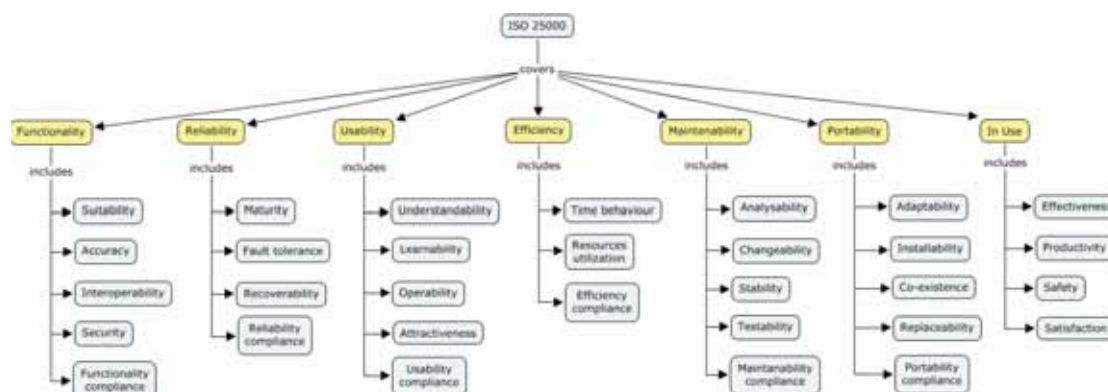 ISO 25000
covers
Functionality
Reliability
Usability
Efficiency
Maintenability
Portability
In Use
includes
includes
includes
includes
includes
includes
includes
Suitability
Accuracy
Interoperability
Security
Functionality
compliance
Maturity
Fault tolerance
Recoverability
Reliability
compliance
Understandability
Learnability
Operability
Attractiveness
Usability
compliance
Time behaviour
Resources
utilization
Efficiency
compliance
Analysability
Changeability
Stability
Testability
Maintanability
compliance
Adaptability
Installability
Co-existence
Replaceability
Portability
compliance
Effectiveness
Productivity
Safety
Satisfaction